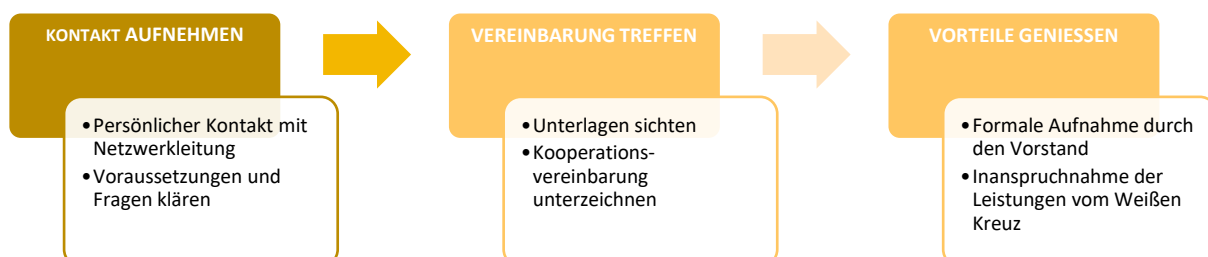 KONTAKT AUFNEHMEN
•Persönlicher Kontakt mit
Netzwerkleitung
•Voraussetzungen und
Fragen klären
VEREINBARUNG TREFFEN
•Unterlagen sichten
•Kooperations-
vereinbarung
unterzeichnen
VORTEILE GENIESSEN
•Formale Aufnahme durch
den Vorstand
•Inanspruchnahme der
Leistungen vom Weißen
Kreuz